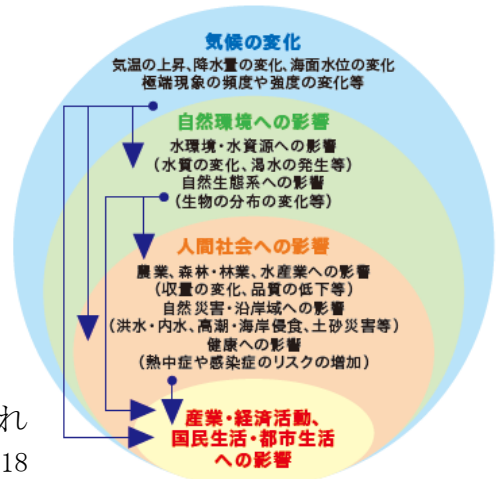 気候の変化
気温の上昇、降水量の変化、海面水位の変化
極端現象の頻度や強度の変化等
自然環境への影響
水環境・水資源への影響
（水質の変化、渇水の発生等）
自然生態系への影響
（生物の分布の変化等）
人間社会への影響
農業、森林・林業、水産業への影響
（収量の変化、品質の低下等）
自然災害・沿岸域への影響
（洪水・内水、高潮・海岸侵食、土砂災害等）
健康への影響
（熱中症や感染症のリスクの増加）
産業・経済活動、
国民生活・都市生活
への影響
れ
18